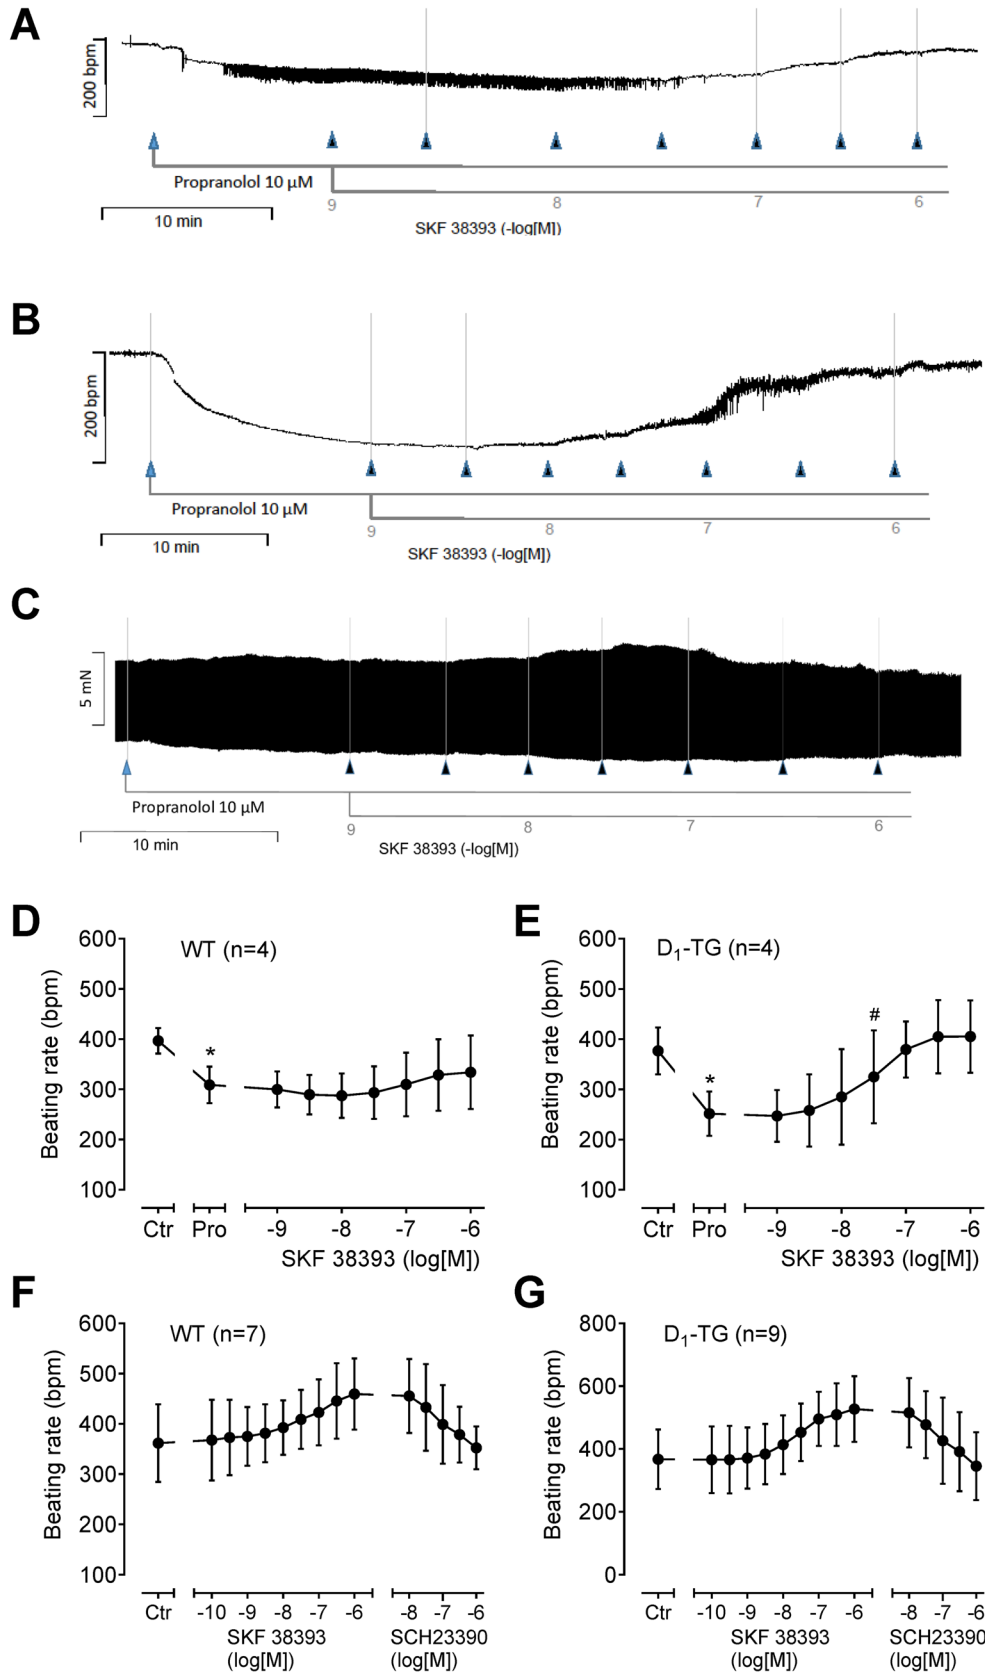 A
200 bpm
Propranolol 10 µM
9 8 7 6
10 min
SKF 38393 (-log[M])
B
200 bpm
Propranolol 10 µM
9 8 7 6
10 min
SKF 38393 (-log[M])
C
5 mN
Propranolol 10 µM
9 8 7 6
10 min
SKF 38393 (-log[M])
D
WT (n=4)
Beating rate (bpm)
600
500
400
300
200
100
*
Ctr Pro -9 -8 -7 -6
SKF 38393 (log[M])
E
D₁-TG (n=4)
Beating rate (bpm)
600
500
400
300
200
100
*
#
Ctr Pro -9 -8 -7 -6
SKF 38393 (log[M])
F
WT (n=7)
Beating rate (bpm)
600
500
400
300
200
100
Ctr -10 -9 -8 -7 -6 -8 -7 -6
SKF 38393 SCH23390
(log[M]) (log[M])
G
D₁-TG (n=9)
Beating rate (bpm)
800
600
400
200
0
Ctr -10 -9 -8 -7 -6 -8 -7 -6
SKF 38393 SCH23390
(log[M]) (log[M])